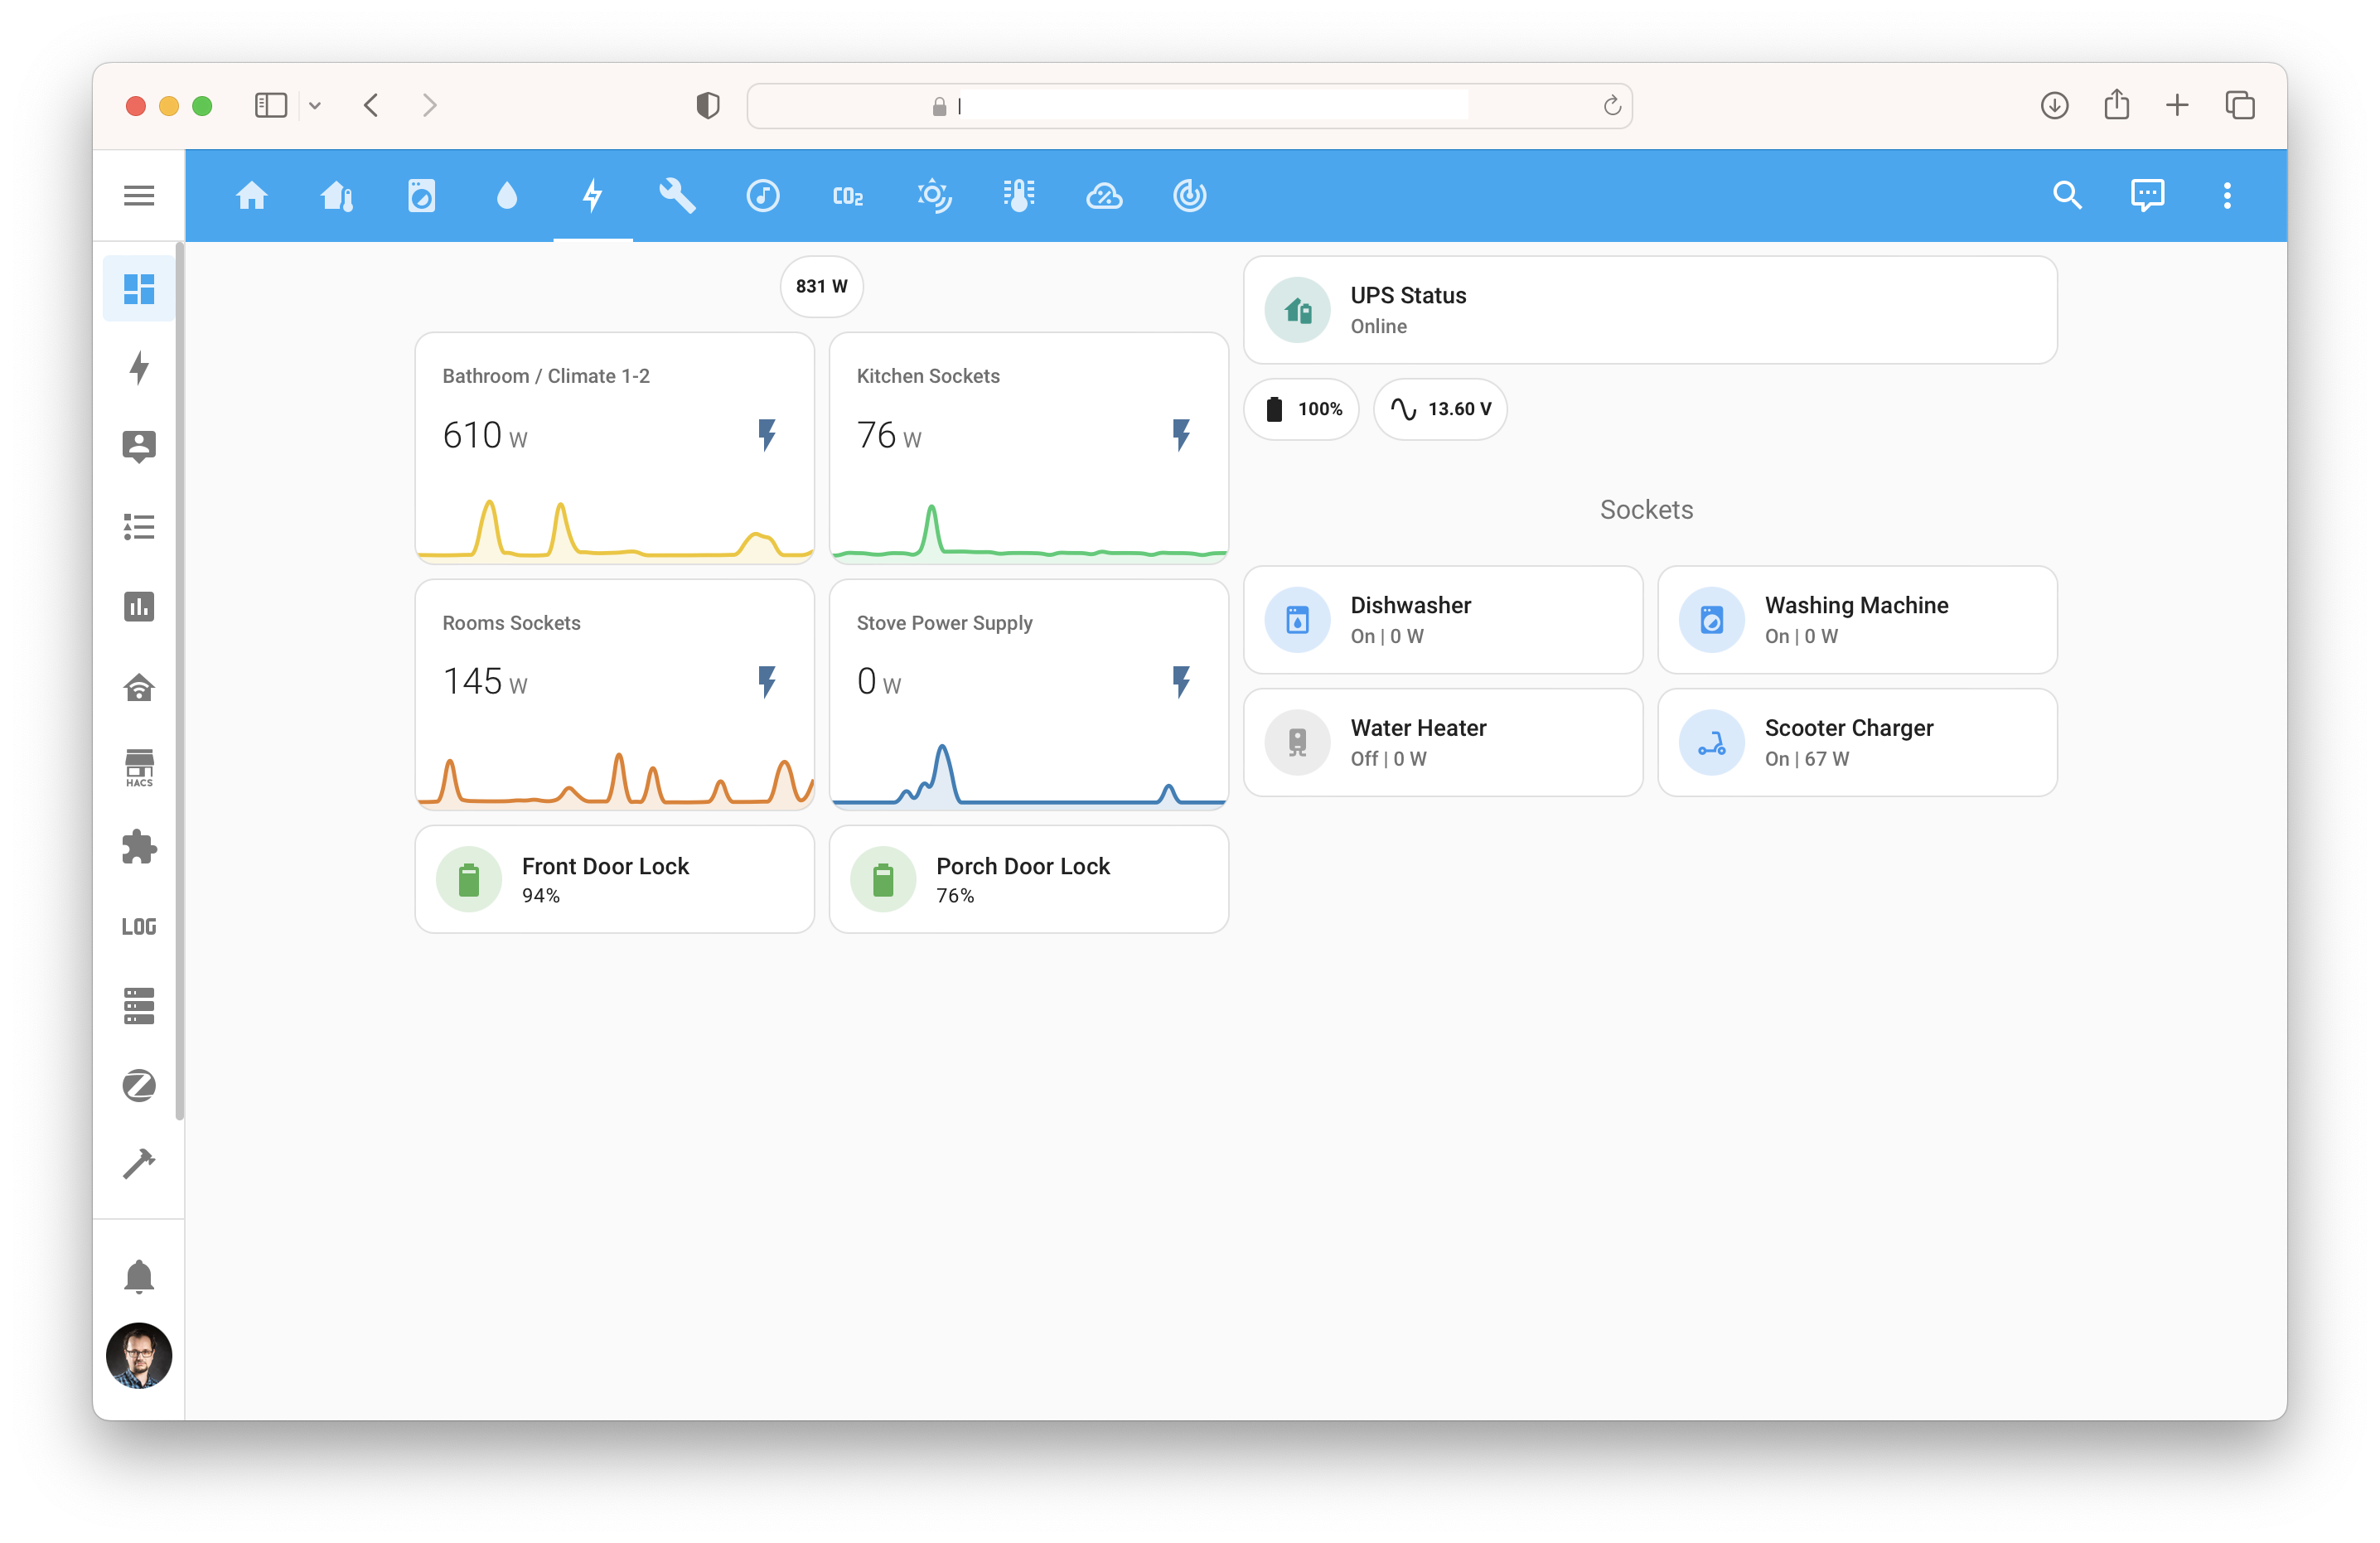 CO2
831 W
Bathroom / Climate 1-2
610 W
Kitchen Sockets
76 W
Rooms Sockets
145 W
Stove Power Supply
0 W
Front Door Lock
94%
Porch Door Lock
76%
UPS Status
Online
100%
13.60 V
Sockets
Dishwasher
On | 0 W
Washing Machine
On | 0 W
Water Heater
Off | 0 W
Scooter Charger
On | 67 W
HACS
LOG